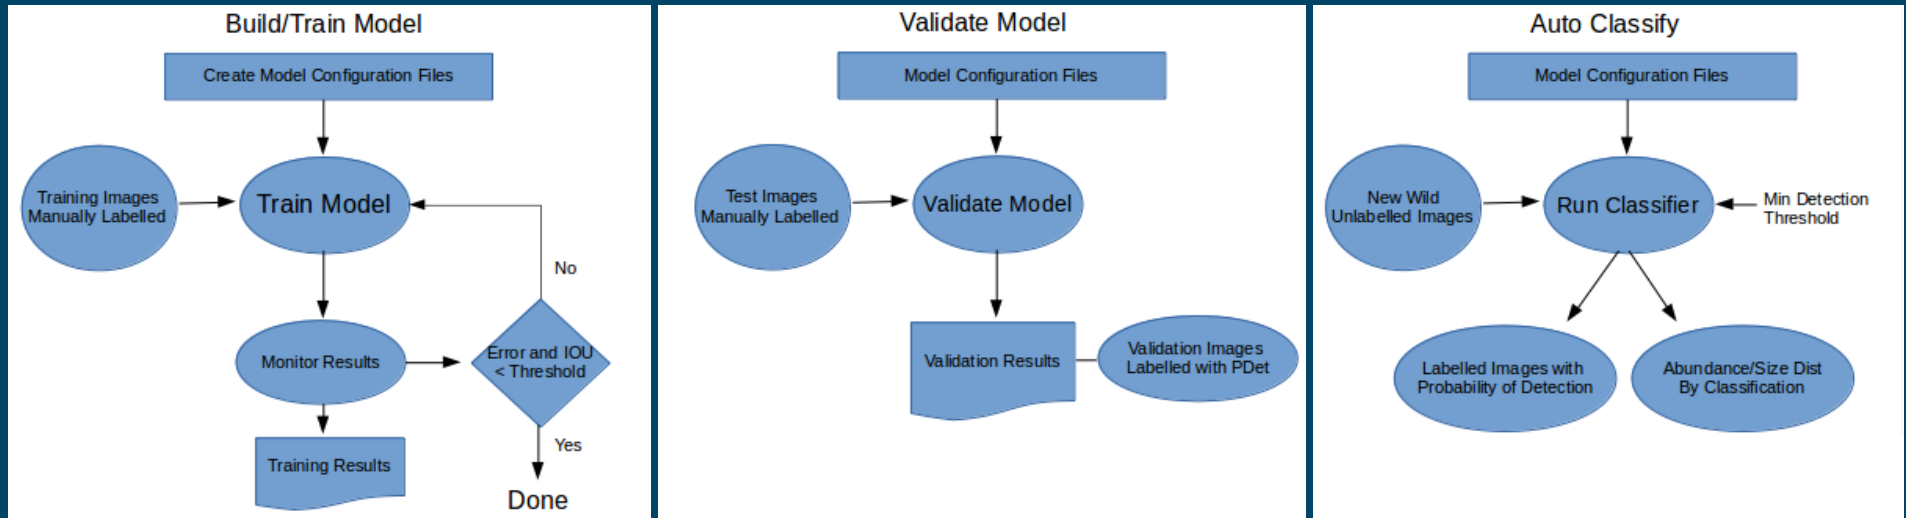 Build/Train Model
Create Model Configuration Files
Training Images
Manually Labelled
Train Model
No
Monitor Results
Error and IOU
< Threshold
Yes
Training Results
Done
Validate Model
Model Configuration Files
Test Images
Manually Labelled
Validate Model
Validation Results
Validation Images
Labelled with PDet
Auto Classify
Model Configuration Files
New Wild
Unlabelled Images
Run Classifier
Min Detection
Threshold
Labelled Images with
Probability of Detection
Abundance/Size Dist
By Classification